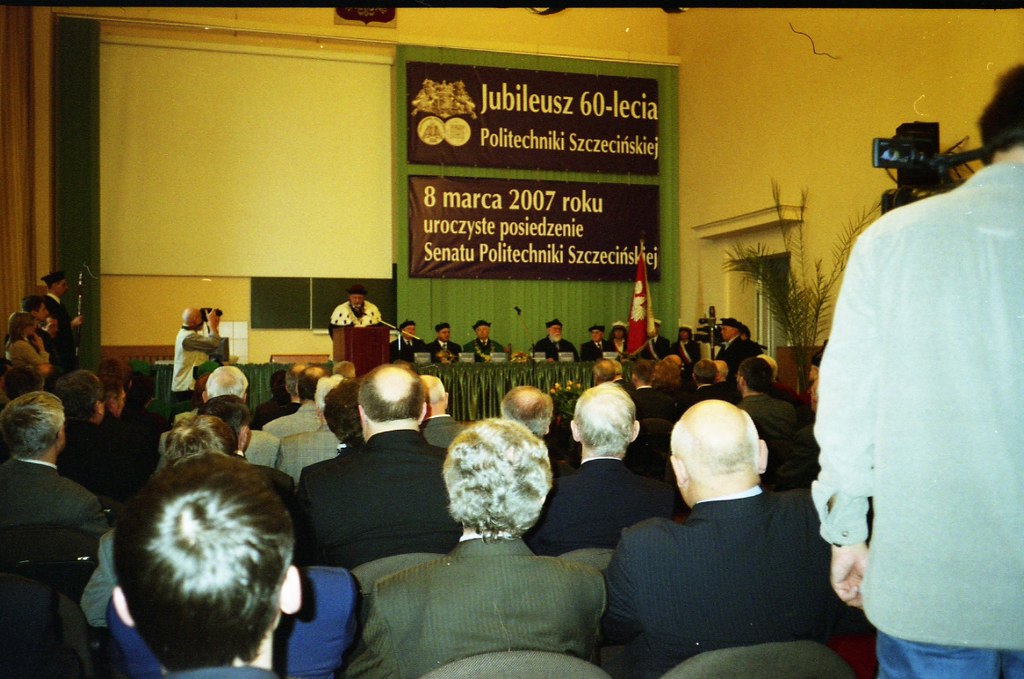 Jubileusz 60-lecia
Politechniki Szczecińskiej
8 marca 2007 roku
uroczyste posiedzenie
Senatu Politechniki Szczecińskiej